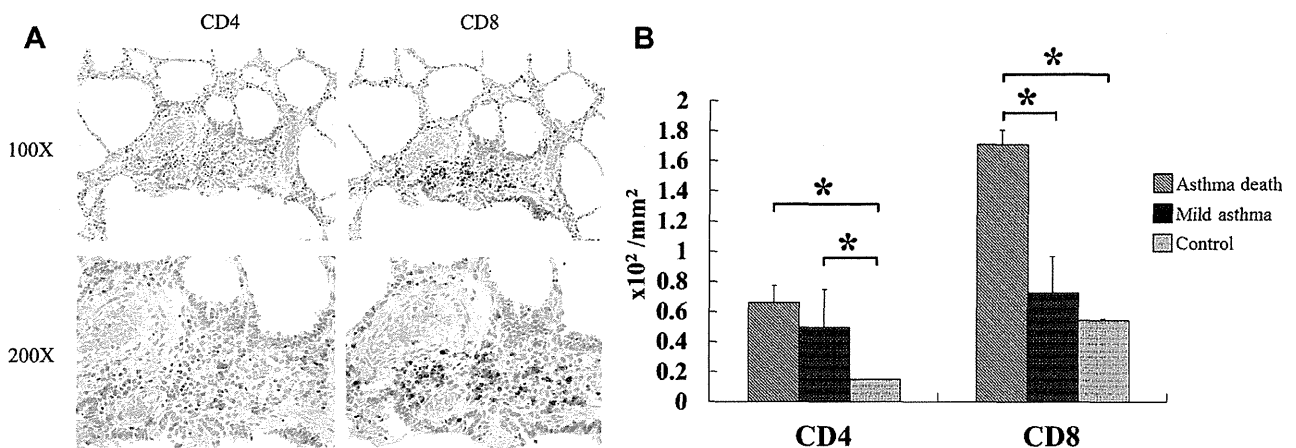 A
CD4
CD8
100X
200X
B
x10² /mm²
2
1.8
1.6
1.4
1.2
1
0.8
0.6
0.4
0.2
0
*
*
*
*
CD4
CD8
Asthma death
Mild asthma
Control